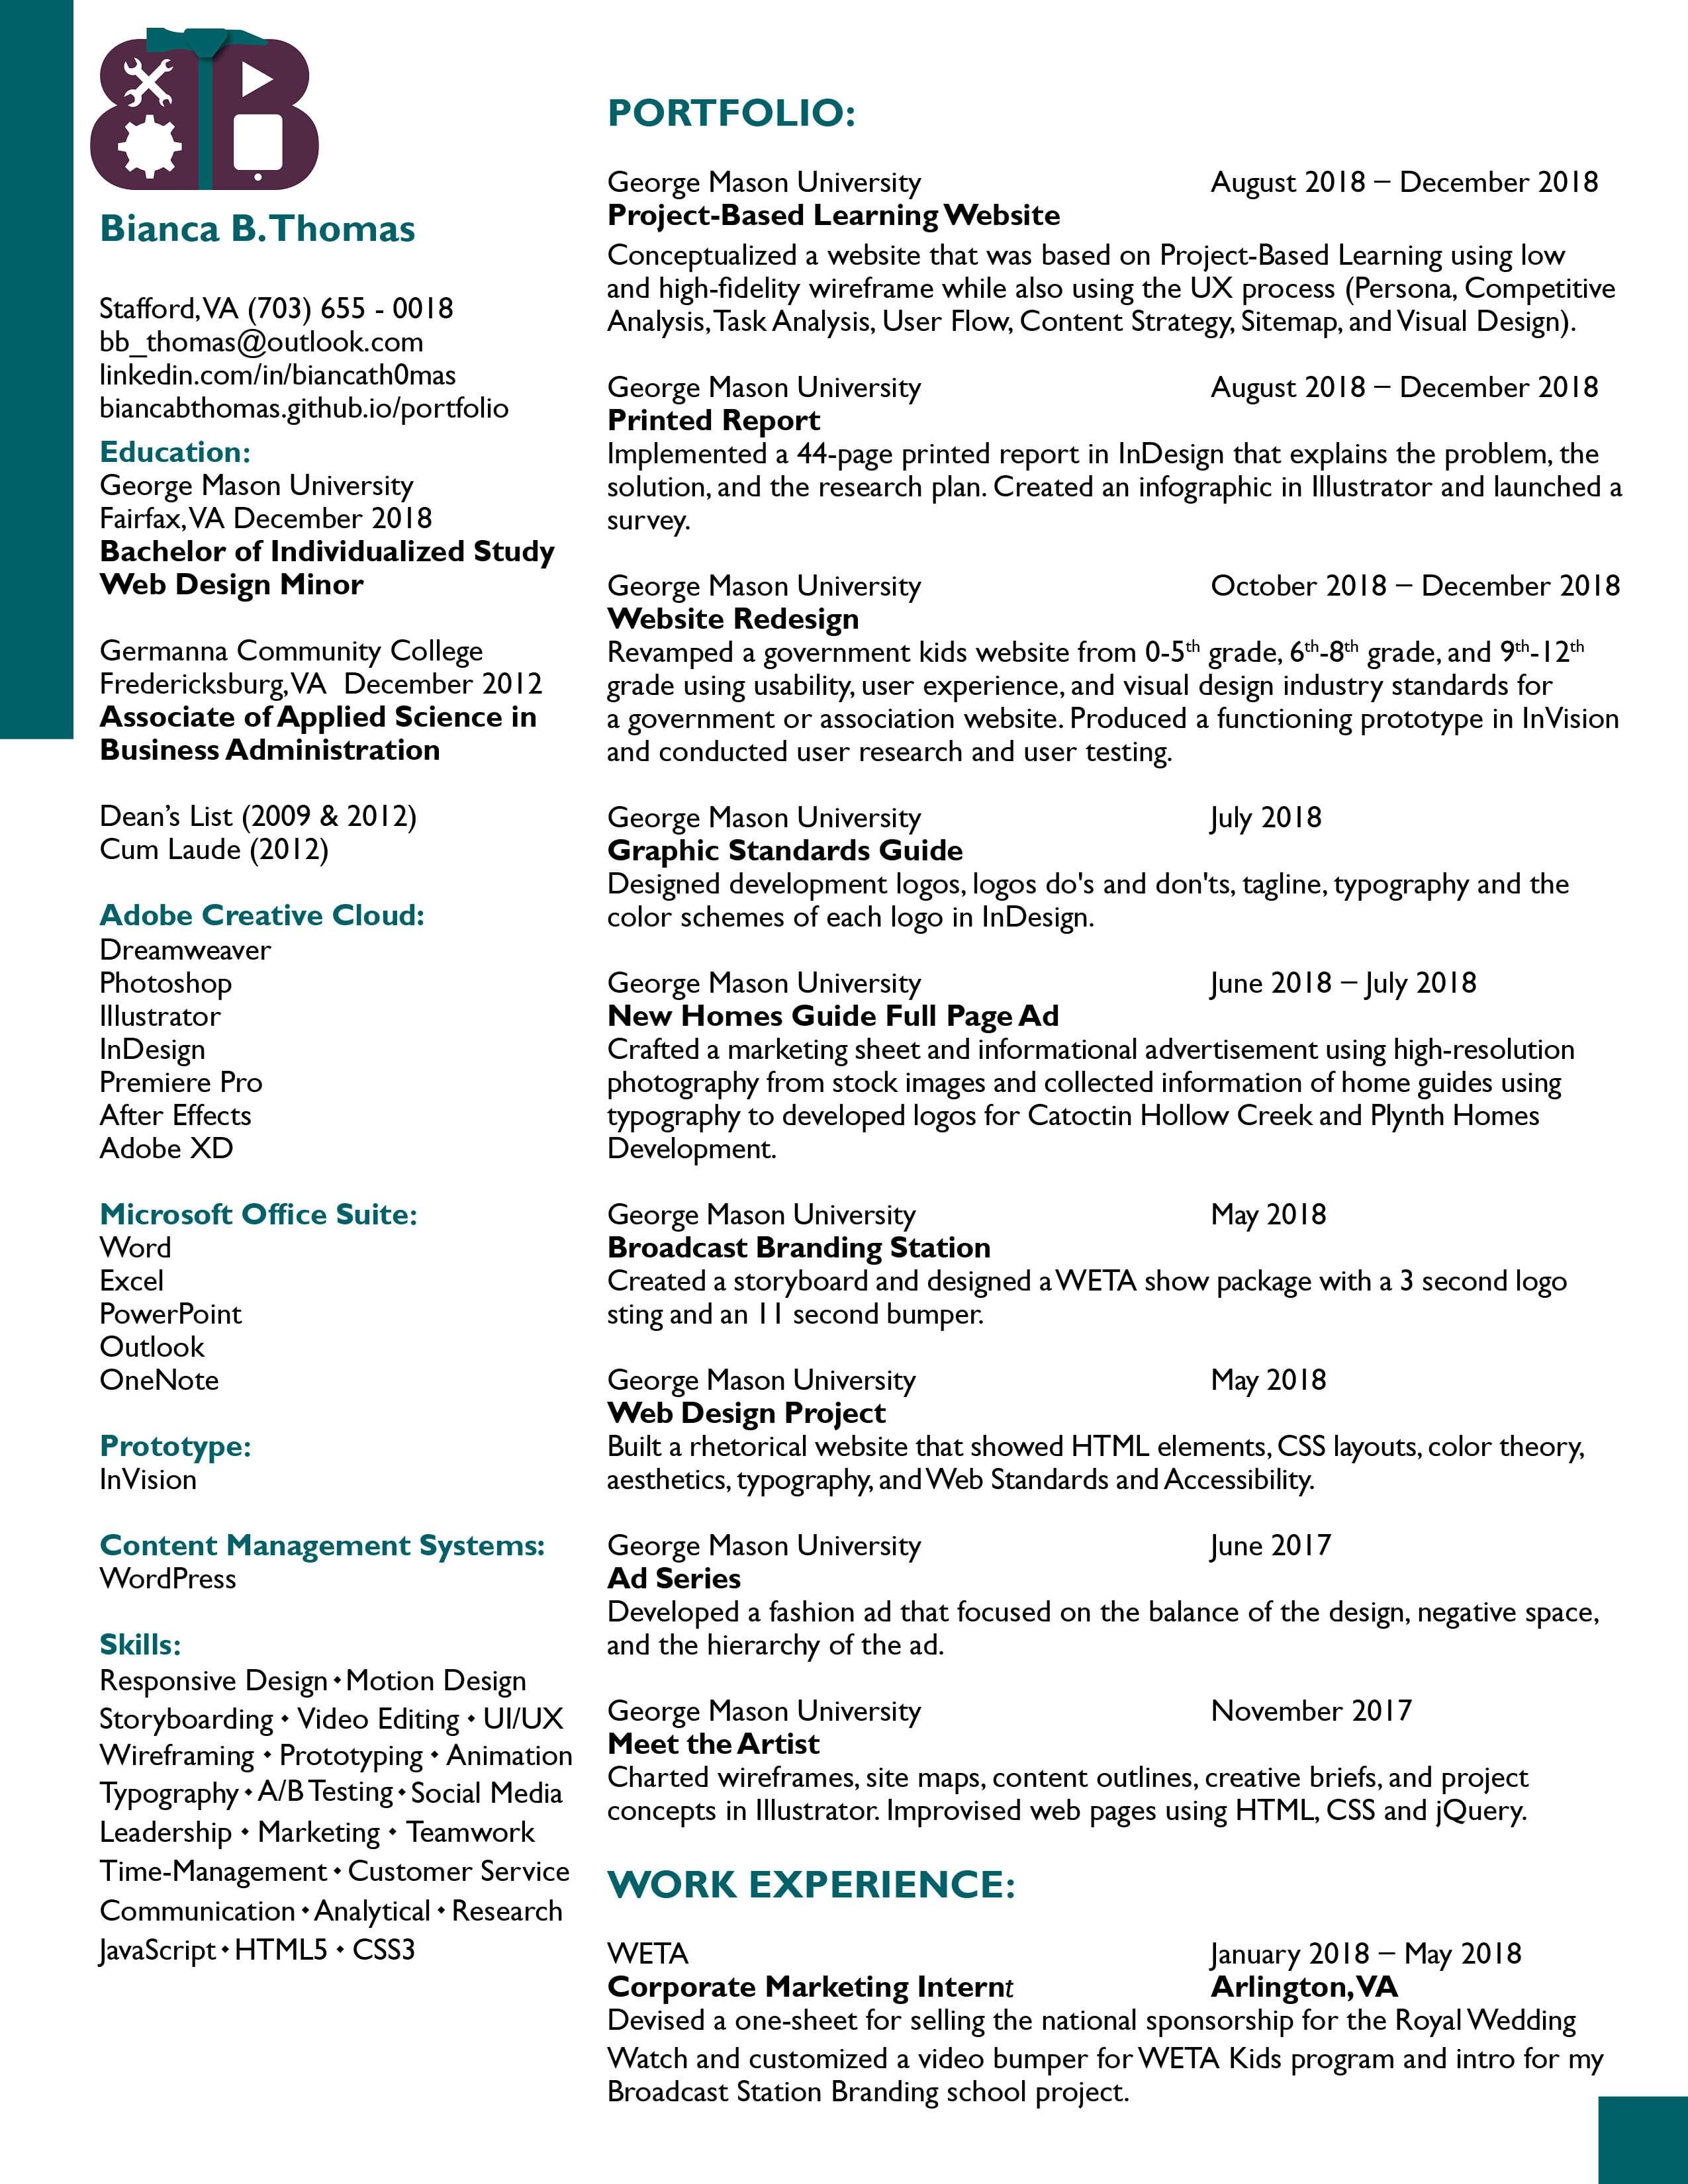 Bianca B. Thomas
Stafford, VA (703) 655 - 0018
bb_thomas@outlook.com
linkedin.com/in/biancath0mas
biancabthomas.github.io/portfolio
Education:
George Mason University
Fairfax, VA December 2018
Bachelor of Individualized Study
Web Design Minor
Germanna Community College
Fredericksburg, VA December 2012
Associate of Applied Science in
Business Administration
Dean’s List (2009 & 2012)
Cum Laude (2012)
Adobe Creative Cloud:
Dreamweaver
Photoshop
Illustrator
InDesign
Premiere Pro
After Effects
Adobe XD
Microsoft Office Suite:
Word
Excel
PowerPoint
Outlook
OneNote
Prototype:
InVision
Content Management Systems:
WordPress
Skills:
Responsive Design • Motion Design
Storyboarding • Video Editing • UI/UX
Wireframing • Prototyping • Animation
Typography • A/B Testing • Social Media
Leadership • Marketing • Teamwork
Time-Management • Customer Service
Communication • Analytical • Research
JavaScript • HTML5 • CSS3
PORTFOLIO:
George Mason University August 2018 – December 2018
Project-Based Learning Website
Conceptualized a website that was based on Project-Based Learning using low
and high-fidelity wireframe while also using the UX process (Persona, Competitive
Analysis, Task Analysis, User Flow, Content Strategy, Sitemap, and Visual Design).
George Mason University August 2018 – December 2018
Printed Report
Implemented a 44-page printed report in InDesign that explains the problem, the
solution, and the research plan. Created an infographic in Illustrator and launched a
survey.
George Mason University October 2018 – December 2018
Website Redesign
Revamped a government kids website from 0-5th grade, 6th-8th grade, and 9th-12th
grade using usability, user experience, and visual design industry standards for
a government or association website. Produced a functioning prototype in InVision
and conducted user research and user testing.
George Mason University July 2018
Graphic Standards Guide
Designed development logos, logos do's and don'ts, tagline, typography and the
color schemes of each logo in InDesign.
George Mason University June 2018 – July 2018
New Homes Guide Full Page Ad
Crafted a marketing sheet and informational advertisement using high-resolution
photography from stock images and collected information of home guides using
typography to developed logos for Catoctin Hollow Creek and Plynth Homes
Development.
George Mason University May 2018
Broadcast Branding Station
Created a storyboard and designed a WETA show package with a 3 second logo
sting and an 11 second bumper.
George Mason University May 2018
Web Design Project
Built a rhetorical website that showed HTML elements, CSS layouts, color theory,
aesthetics, typography, and Web Standards and Accessibility.
George Mason University June 2017
Ad Series
Developed a fashion ad that focused on the balance of the design, negative space,
and the hierarchy of the ad.
George Mason University November 2017
Meet the Artist
Charted wireframes, site maps, content outlines, creative briefs, and project
concepts in Illustrator. Improvised web pages using HTML, CSS and jQuery.
WORK EXPERIENCE:
WETA January 2018 – May 2018
Corporate Marketing Internt Arlington, VA
Devised a one-sheet for selling the national sponsorship for the Royal Wedding
Watch and customized a video bumper for WETA Kids program and intro for my
Broadcast Station Branding school project.